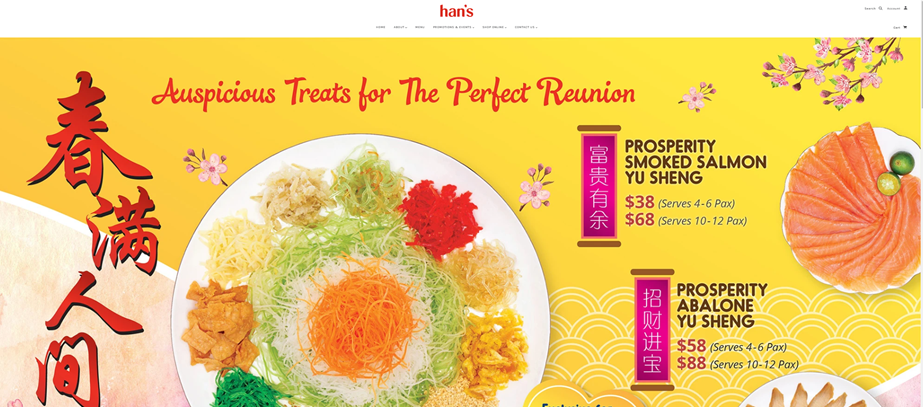 han's
Search
Account
HOME
ABOUT
MENU
PROMOTIONS & EVENTS
SHOP ONLINE
CONTACT US
Cart
Auspicious Treats for The Perfect Reunion
春满人间
富贵有余
PROSPERITY
SMOKED SALMON
YU SHENG
$38 (Serves 4-6 Pax)
$68 (Serves 10-12 Pax)
招财进宝
PROSPERITY
ABALONE
YU SHENG
$58 (Serves 4-6 Pax)
$88 (Serves 10-12 Pax)